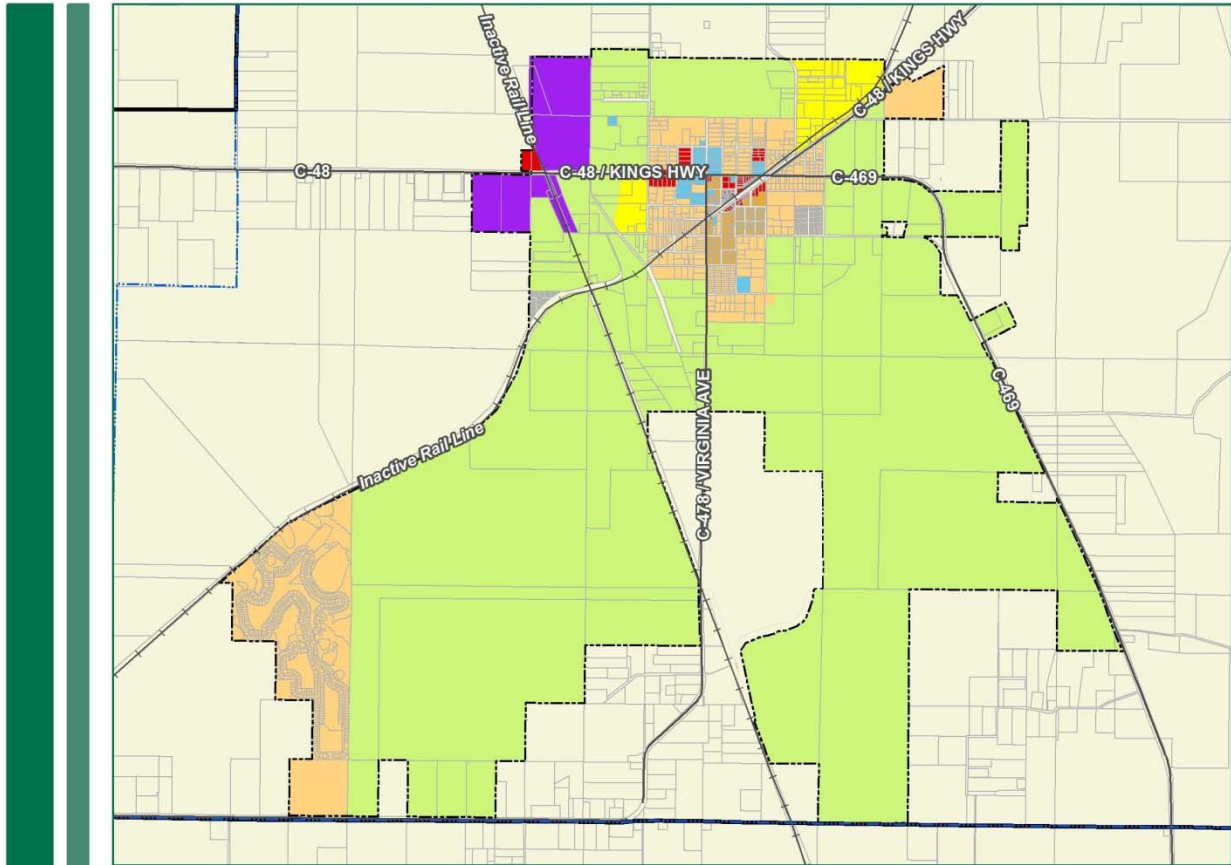 Inactive Rail Line
C-48 / KINGS HWY
C-48
C-48 / KINGS HWY
C-469
C-469
C-478 / VIRGINIA AVE
Inactive Rail Line